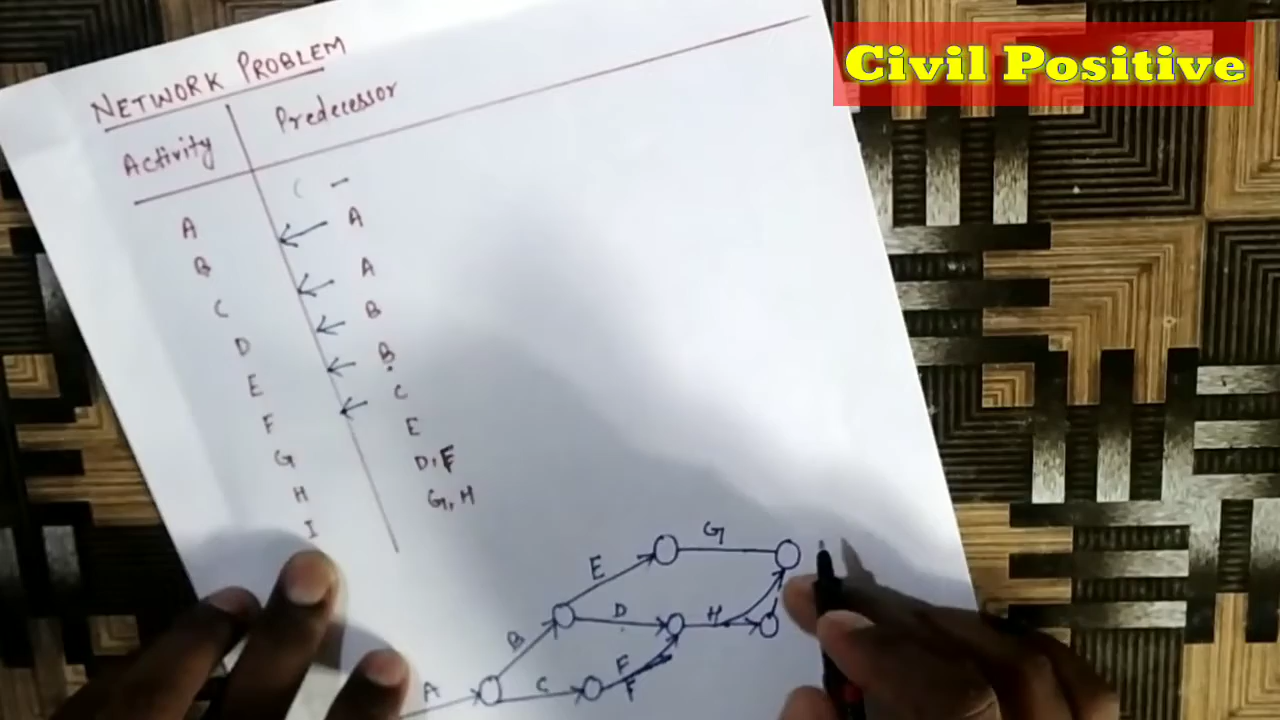 Civil Positive
NETWORK PROBLEM
Activity Predecessor
A -
B A
C A
D B
E B
F C
G E
H D, F
I G, H
E G
B D H
A C F
F